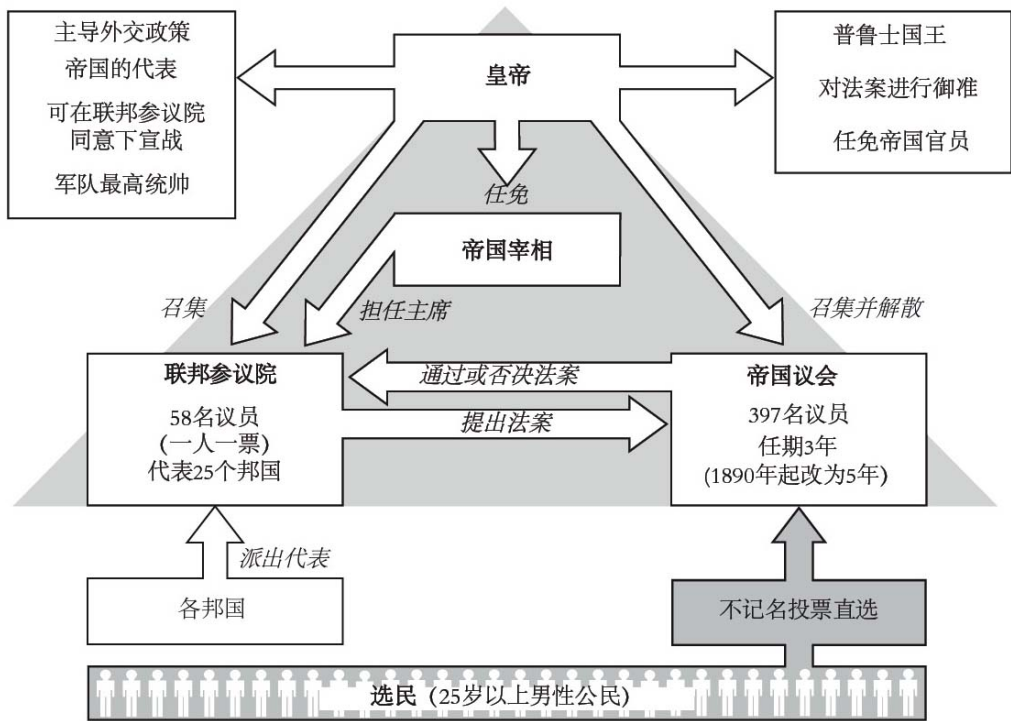 主导外交政策
帝国的代表
可在联邦参议院
同意下宣战
军队最高统帅
皇帝
普鲁士国王
对法案进行御准
任免帝国官员
任免
帝国宰相
召集
担任主席
召集并解散
联邦参议院
58名议员
(一人一票)
代表25个邦国
通过或否决法案
提出法案
帝国议会
397名议员
任期3年
(1890年起改为5年)
派出代表
各邦国
不记名投票直选
选民（25岁以上男性公民）